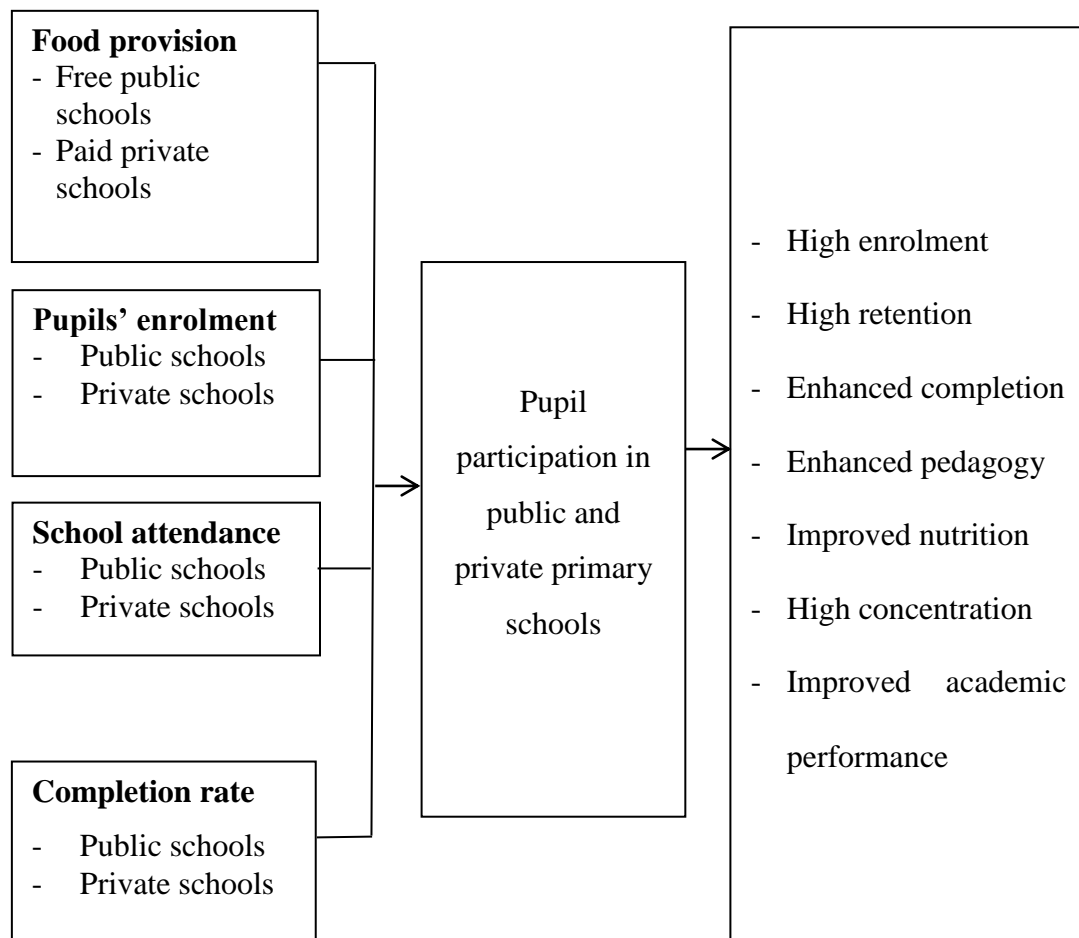 Food provision
- Free public
schools
- Paid private
schools
Pupils’ enrolment
- Public schools
- Private schools
School attendance
- Public schools
- Private schools
Completion rate
- Public schools
- Private schools
Pupil
participation in
public and
private primary
schools
- High enrolment
- High retention
- Enhanced completion
- Enhanced pedagogy
- Improved nutrition
- High concentration
- Improved academic
performance